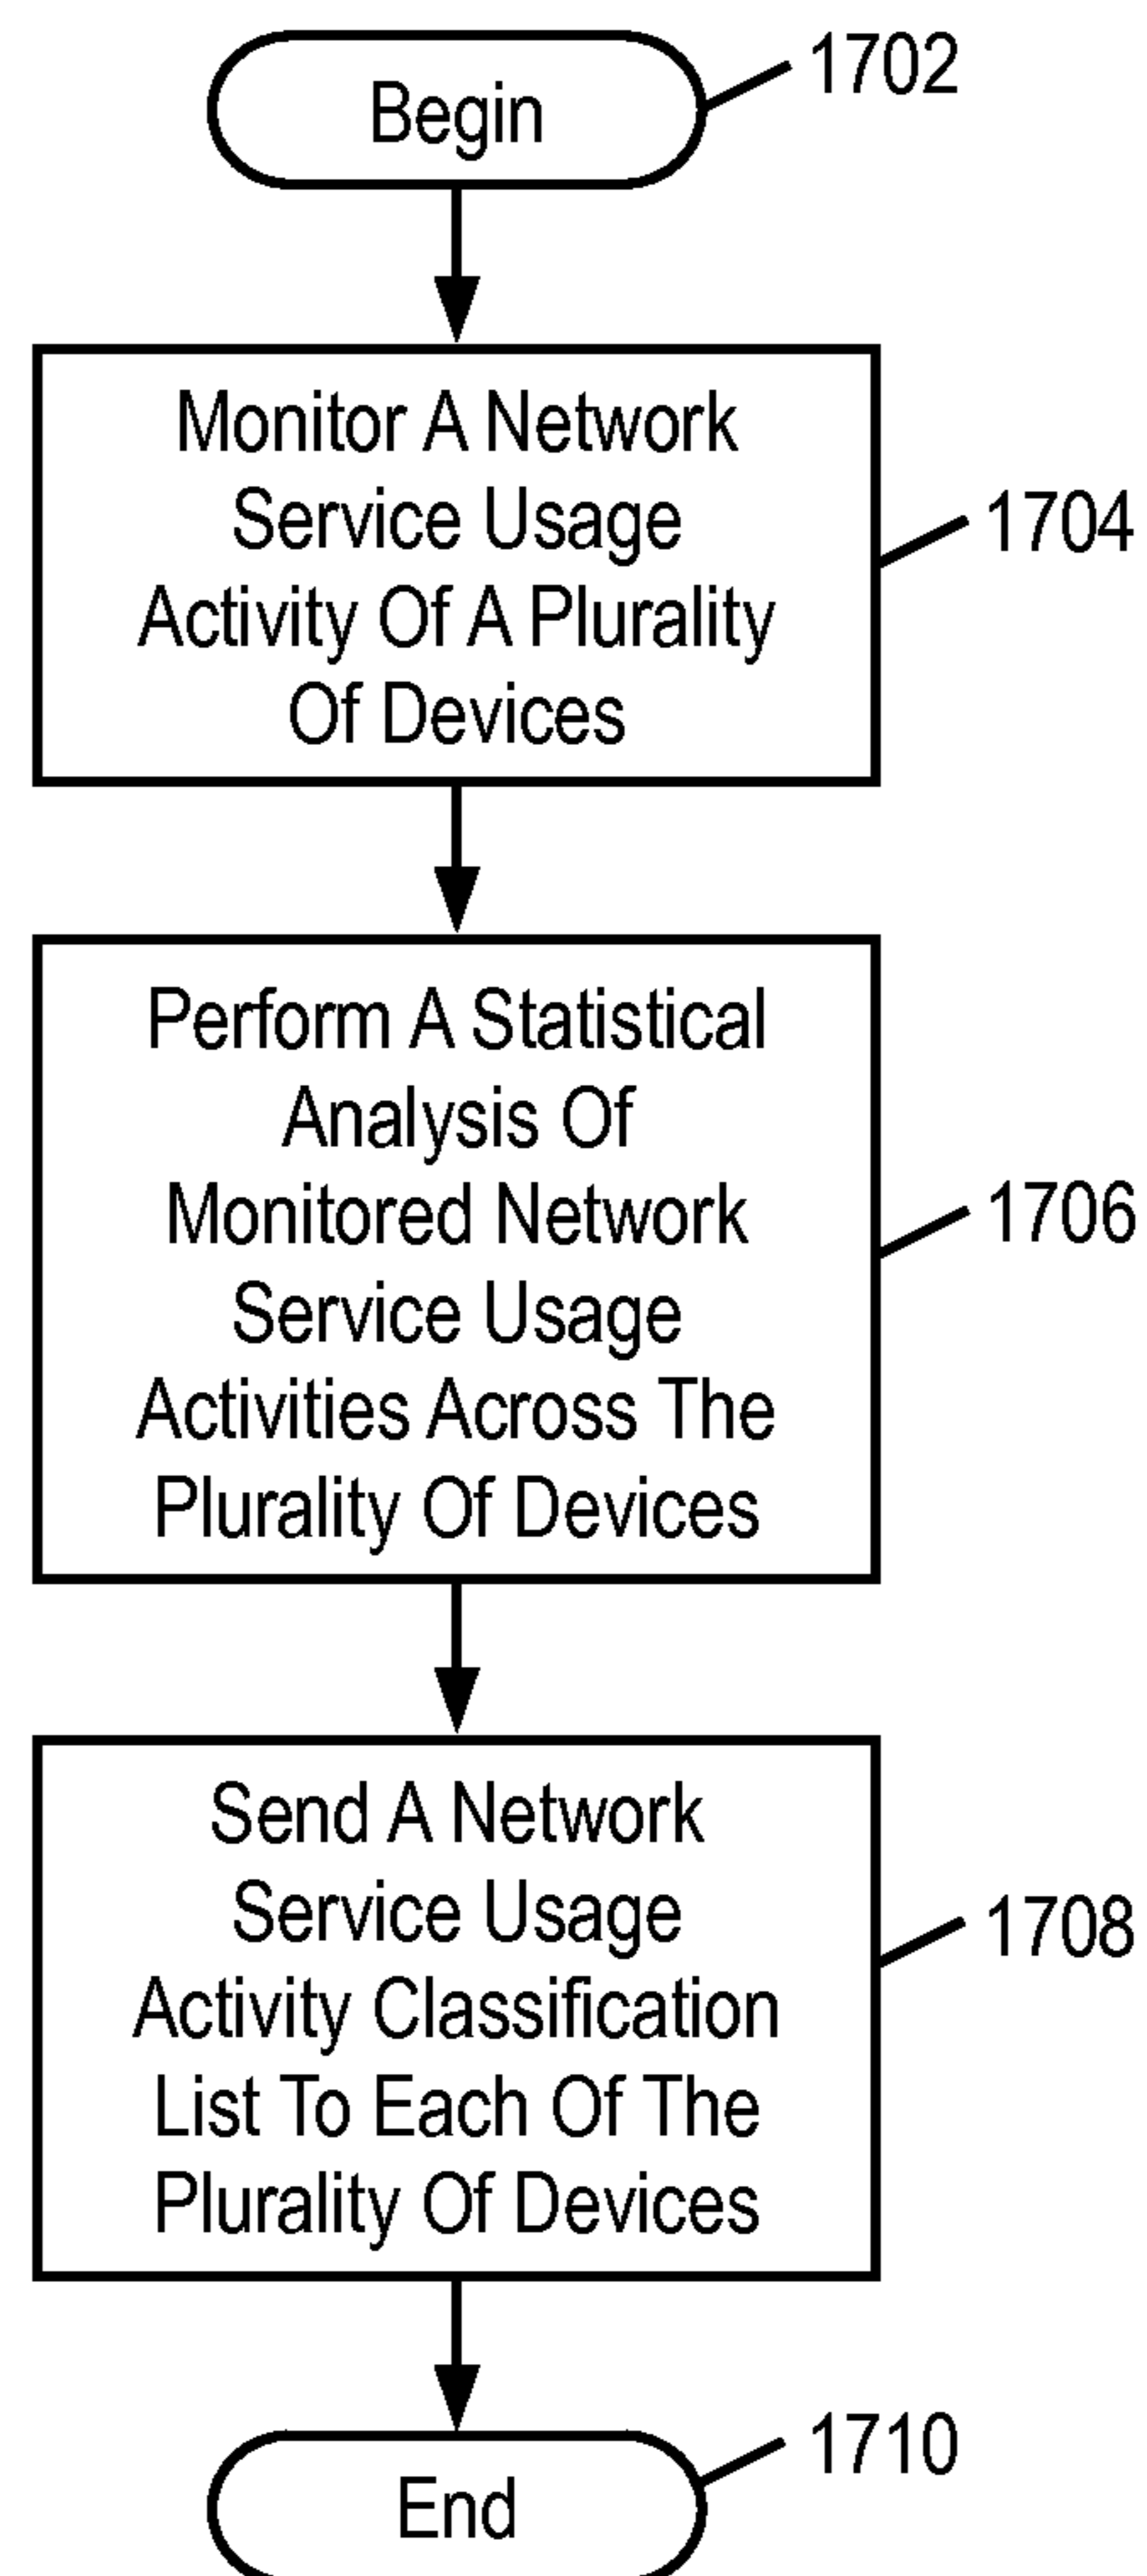 Begin
1702
Monitor A Network
Service Usage
Activity Of A Plurality
Of Devices
1704
Perform A Statistical
Analysis Of
Monitored Network
Service Usage
Activities Across The
Plurality Of Devices
1706
Send A Network
Service Usage
Activity Classification
List To Each Of The
Plurality Of Devices
1708
End
1710